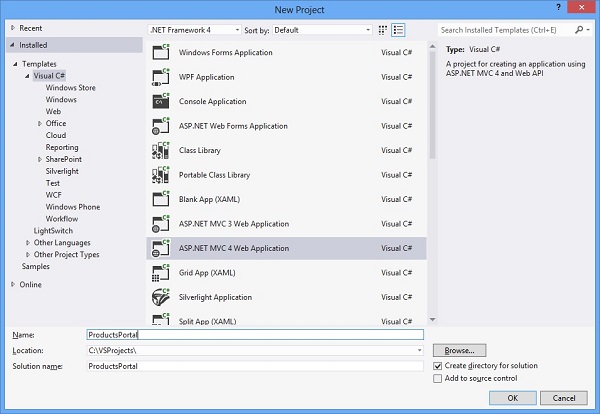 New Project
Recent
Installed
Templates
Visual C#
Windows Store
Windows
Web
Office
Cloud
Reporting
SharePoint
Silverlight
Test
WCF
Windows Phone
Workflow
LightSwitch
Other Languages
Other Project Types
Samples
Online
.NET Framework 4 Sort by: Default
Windows Forms Application Visual C#
WPF Application Visual C#
Console Application Visual C#
ASP.NET Web Forms Application Visual C#
Class Library Visual C#
Portable Class Library Visual C#
Blank App (XAML) Visual C#
ASP.NET MVC 3 Web Application Visual C#
ASP.NET MVC 4 Web Application Visual C#
Grid App (XAML) Visual C#
Silverlight Application Visual C#
Split App (XAML) Visual C#
Search Installed Templates (Ctrl+E)
Type: Visual C#
A project for creating an application using
ASP.NET MVC 4 and Web API
Name: ProductsPortal
Location: C:\VSProjects\ Browse...
Solution name: ProductsPortal
Create directory for solution
Add to source control
OK Cancel